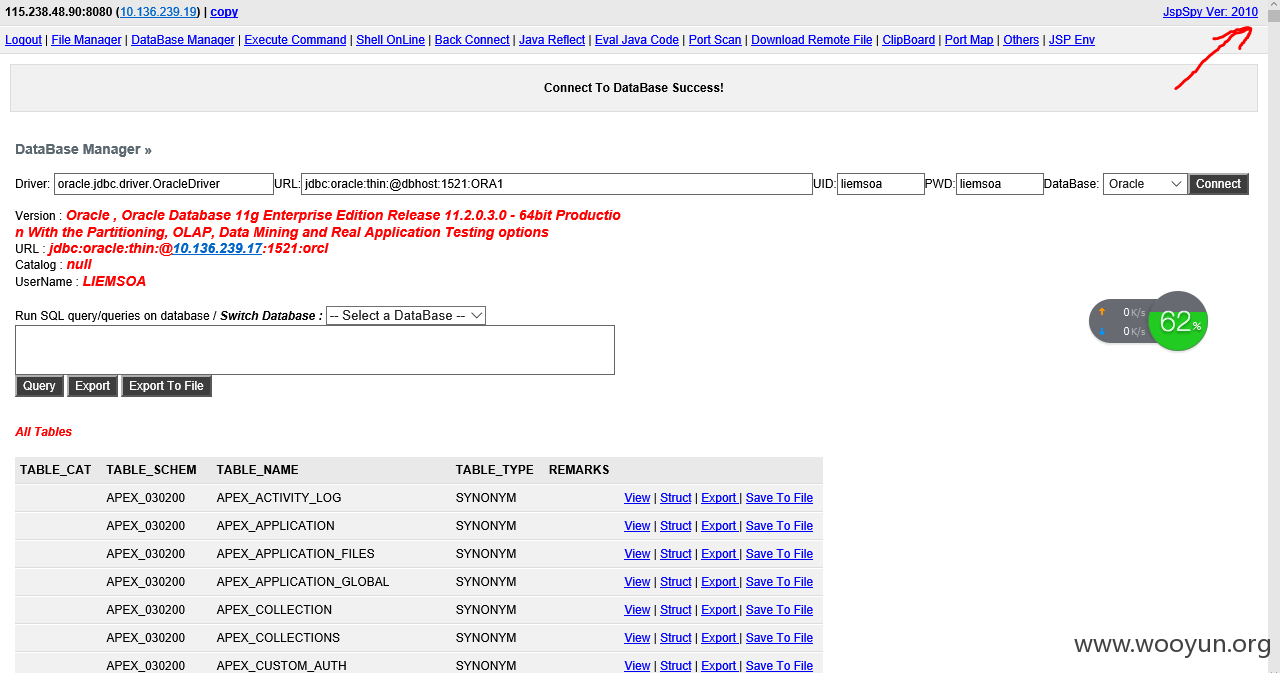 115.238.48.90:8080 (10.136.239.19) | copy JspSpy Ver: 2010
Logout | File Manager | DataBase Manager | Execute Command | Shell OnLine | Back Connect | Java Reflect | Eval Java Code | Port Scan | Download Remote File | ClipBoard | Port Map | Others | JSP Env
Connect To DataBase Success!
DataBase Manager »
Driver: oracle.jdbc.driver.OracleDriver URL: jdbc:oracle:thin:@dbhost:1521:ORA1 UID: liemsoa PWD: liemsoa DataBase: Oracle Connect
Version : Oracle , Oracle Database 11g Enterprise Edition Release 11.2.0.3.0 - 64bit Productio
n With the Partitioning, OLAP, Data Mining and Real Application Testing options
URL : jdbc:oracle:thin:@10.136.239.17:1521:orcl
Catalog : null
UserName : LIEMSOA
Run SQL query/queries on database / Switch Database : -- Select a DataBase --
0 K/s
0 K/s
62%
Query Export Export To File
All Tables
TABLE_CAT TABLE_SCHEM TABLE_NAME TABLE_TYPE REMARKS
APEX_030200 APEX_ACTIVITY_LOG SYNONYM View | Struct | Export | Save To File
APEX_030200 APEX_APPLICATION SYNONYM View | Struct | Export | Save To File
APEX_030200 APEX_APPLICATION_FILES SYNONYM View | Struct | Export | Save To File
APEX_030200 APEX_APPLICATION_GLOBAL SYNONYM View | Struct | Export | Save To File
APEX_030200 APEX_COLLECTION SYNONYM View | Struct | Export | Save To File
APEX_030200 APEX_COLLECTIONS SYNONYM View | Struct | Export | Save To File
APEX_030200 APEX_CUSTOM_AUTH SYNONYM View | Struct | Export | Save To File
www.wooyun.org